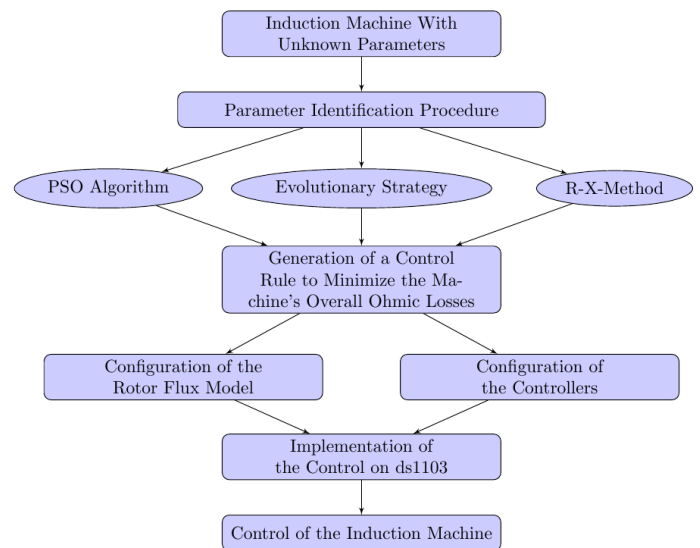 Induction Machine With
Unknown Parameters
Parameter Identification Procedure
PSO Algorithm
Evolutionary Strategy
R-X-Method
Generation of a Control
Rule to Minimize the Ma-
chine's Overall Ohmic Losses
Configuration of the
Rotor Flux Model
Configuration of
the Controllers
Implementation of
the Control on ds1103
Control of the Induction Machine